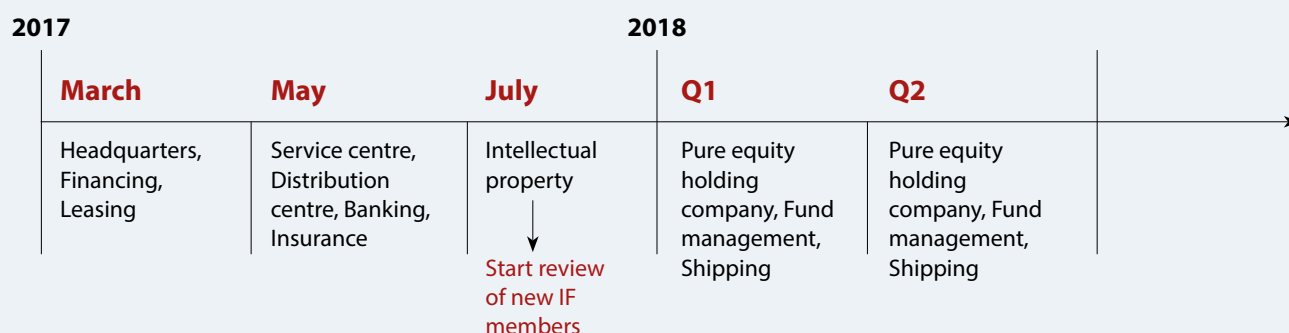 2017
2018
March
May
July
Q1
Q2
Headquarters,
Financing,
Leasing
Service centre,
Distribution
centre, Banking,
Insurance
Intellectual
property
Start review
of new IF
members
Pure equity
holding
company, Fund
management,
Shipping
Pure equity
holding
company, Fund
management,
Shipping